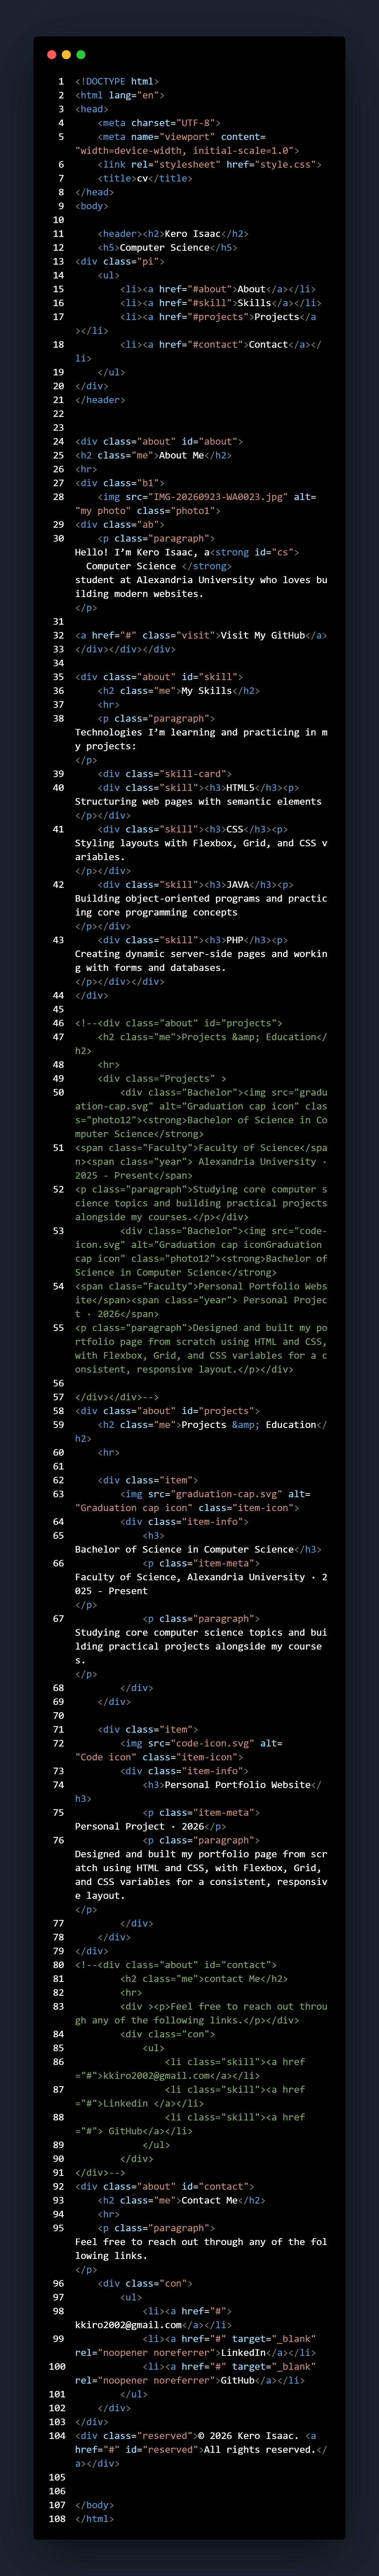 1 <!DOCTYPE html>
2 <html lang="en">
3 <head>
4     <meta charset="UTF-8">
5     <meta name="viewport" content=
"width=device-width, initial-scale=1.0">
6     <link rel="stylesheet" href="style.css">
7     <title>cv</title>
8 </head>
9 <body>
10
11     <header><h2>Kero Isaac</h2>
12     <h5>Computer Science</h5>
13 <div class="pi">
14     <ul>
15         <li><a href="#about">About</a></li>
16         <li><a href="#skill">Skills</a></li>
17         <li><a href="#projects">Projects</a
></li>
18         <li><a href="#contact">Contact</a></
li>
19     </ul>
20 </div>
21 </header>
22
23
24 <div class="about" id="about">
25 <h2 class="me">About Me</h2>
26 <hr>
27 <div class="b1">
28     <img src="IMG-20260923-WA0023.jpg" alt=
"my photo" class="photo1">
29 <div class="ab">
30     <p class="paragraph">
Hello! I’m Kero Isaac, a<strong id="cs">
  Computer Science </strong>
student at Alexandria University who loves bu
ilding modern websites.
</p>
31
32 <a href="#" class="visit">Visit My GitHub</a>
33 </div></div></div>
34
35 <div class="about" id="skill">
36     <h2 class="me">My Skills</h2>
37     <hr>
38     <p class="paragraph">
Technologies I’m learning and practicing in m
y projects:
</p>
39     <div class="skill-card">
40     <div class="skill"><h3>HTML5</h3><p>
Structuring web pages with semantic elements
</p></div>
41     <div class="skill"><h3>CSS</h3><p>
Styling layouts with Flexbox, Grid, and CSS v
ariables.
</p></div>
42     <div class="skill"><h3>JAVA</h3><p>
Building object-oriented programs and practic
ing core programming concepts
</p></div>
43     <div class="skill"><h3>PHP</h3><p>
Creating dynamic server-side pages and workin
g with forms and databases.
</p></div></div>
44 </div>
45
46 <!--<div class="about" id="projects">
47     <h2 class="me">Projects &amp; Education</
h2>
48     <hr>
49     <div class="Projects" >
50         <div class="Bachelor"><img src="gradu
ation-cap.svg" alt="Graduation cap icon" clas
s="photo12"><strong>Bachelor of Science in Co
mputer Science</strong>
51 <span class="Faculty">Faculty of Science</spa
n><span class="year"> Alexandria University ·
2025 - Present</span>
52 <p class="paragraph">Studying core computer s
cience topics and building practical projects
alongside my courses.</p></div>
53         <div class="Bachelor"><img src="code-
icon.svg" alt="Graduation cap iconGraduation
cap icon" class="photo12"><strong>Bachelor of
Science in Computer Science</strong>
54 <span class="Faculty">Personal Portfolio Webs
ite</span><span class="year"> Personal Projec
t · 2026</span>
55 <p class="paragraph">Designed and built my po
rtfolio page from scratch using HTML and CSS,
with Flexbox, Grid, and CSS variables for a c
onsistent, responsive layout.</p></div>
56
57 </div></div>-->
58 <div class="about" id="projects">
59     <h2 class="me">Projects &amp; Education</
h2>
60     <hr>
61
62     <div class="item">
63         <img src="graduation-cap.svg" alt=
"Graduation cap icon" class="item-icon">
64         <div class="item-info">
65             <h3>
Bachelor of Science in Computer Science</h3>
66             <p class="item-meta">
Faculty of Science, Alexandria University · 2
025 - Present
</p>
67             <p class="paragraph">
Studying core computer science topics and bui
lding practical projects alongside my course
s.
</p>
68         </div>
69     </div>
70
71     <div class="item">
72         <img src="code-icon.svg" alt=
"Code icon" class="item-icon">
73         <div class="item-info">
74             <h3>Personal Portfolio Website</
h3>
75             <p class="item-meta">
Personal Project · 2026</p>
76             <p class="paragraph">
Designed and built my portfolio page from scr
atch using HTML and CSS, with Flexbox, Grid,
and CSS variables for a consistent, responsiv
e layout.
</p>
77         </div>
78     </div>
79 </div>
80 <!--<div class="about" id="contact">
81         <h2 class="me">contact Me</h2>
82         <hr>
83         <div ><p>Feel free to reach out throu
gh any of the following links.</p></div>
84         <div class="con">
85             <ul>
86                 <li class="skill"><a href
="#">kkiro2002@gmail.com</a></li>
87                 <li class="skill"><a href
="#">Linkedin </a></li>
88                 <li class="skill"><a href
="#"> GitHub</a></li>
89             </ul>
90         </div>
91 </div>-->
92 <div class="about" id="contact">
93     <h2 class="me">Contact Me</h2>
94     <hr>
95     <p class="paragraph">
Feel free to reach out through any of the fol
lowing links.
</p>
96     <div class="con">
97         <ul>
98             <li><a href="#">
kkiro2002@gmail.com</a></li>
99             <li><a href="#" target="_blank"
rel="noopener noreferrer">LinkedIn</a></li>
100             <li><a href="#" target="_blank"
rel="noopener noreferrer">GitHub</a></li>
101         </ul>
102     </div>
103 </div>
104 <div class="reserved">© 2026 Kero Isaac. <a
href="#" id="reserved">All rights reserved.</
a></div>
105
106
107 </body>
108 </html>